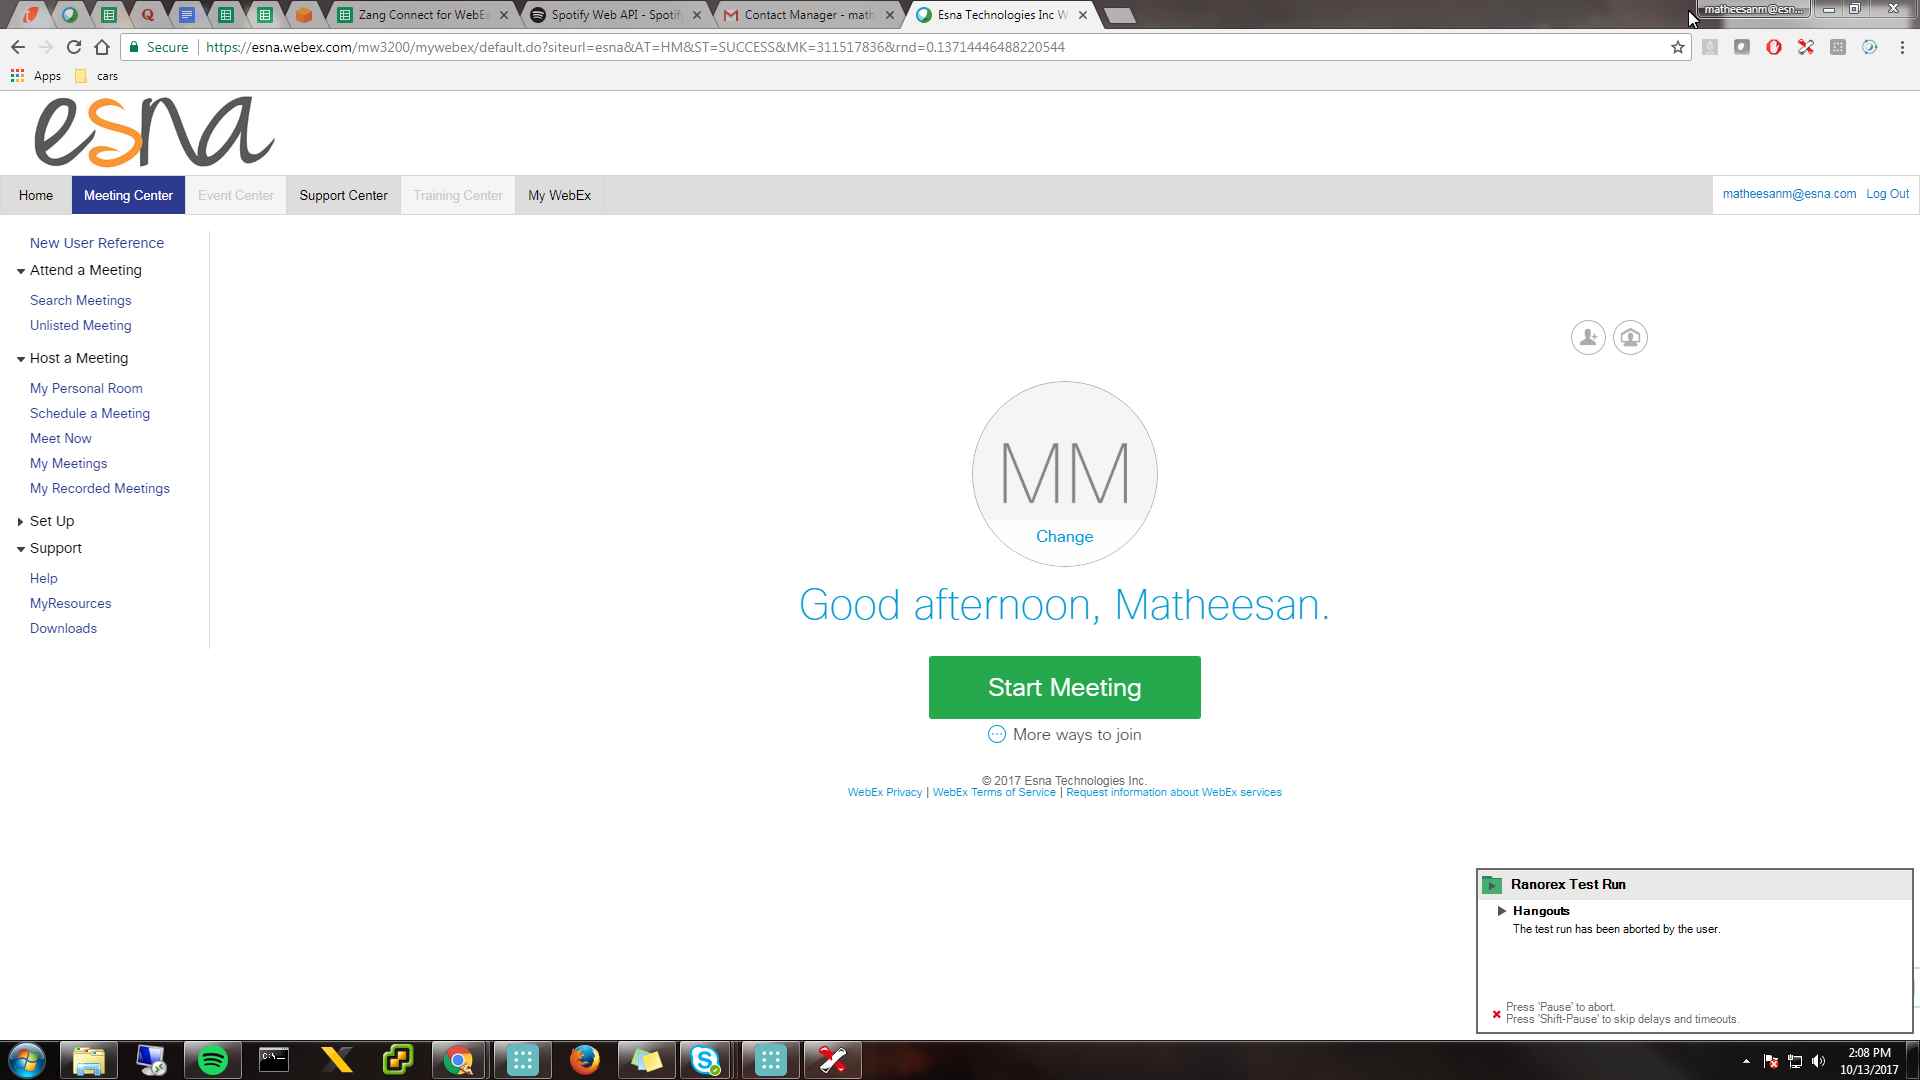 Zang Connect for WebEx
Spotify Web API - Spotif
Contact Manager - math
Esna Technologies Inc W
matheesanm@esn...
Secure
https://esna.webex.com/mw3200/mywebex/default.do?siteurl=esna&AT=HM&ST=SUCCESS&MK=311517836&rnd=0.13714446488220544
Apps
cars
esna
Home
Meeting Center
Event Center
Support Center
Training Center
My WebEx
matheesanm@esna.com
Log Out
New User Reference
Attend a Meeting
Search Meetings
Unlisted Meeting
Host a Meeting
My Personal Room
Schedule a Meeting
Meet Now
My Meetings
My Recorded Meetings
Set Up
Support
Help
MyResources
Downloads
MM
Change
Good afternoon, Matheesan.
Start Meeting
More ways to join
© 2017 Esna Technologies Inc.
WebEx Privacy | WebEx Terms of Service | Request information about WebEx services
Ranorex Test Run
Hangouts
The test run has been aborted by the user.
Press 'Pause' to abort.
Press 'Shift-Pause' to skip delays and timeouts.
2:08 PM
10/13/2017